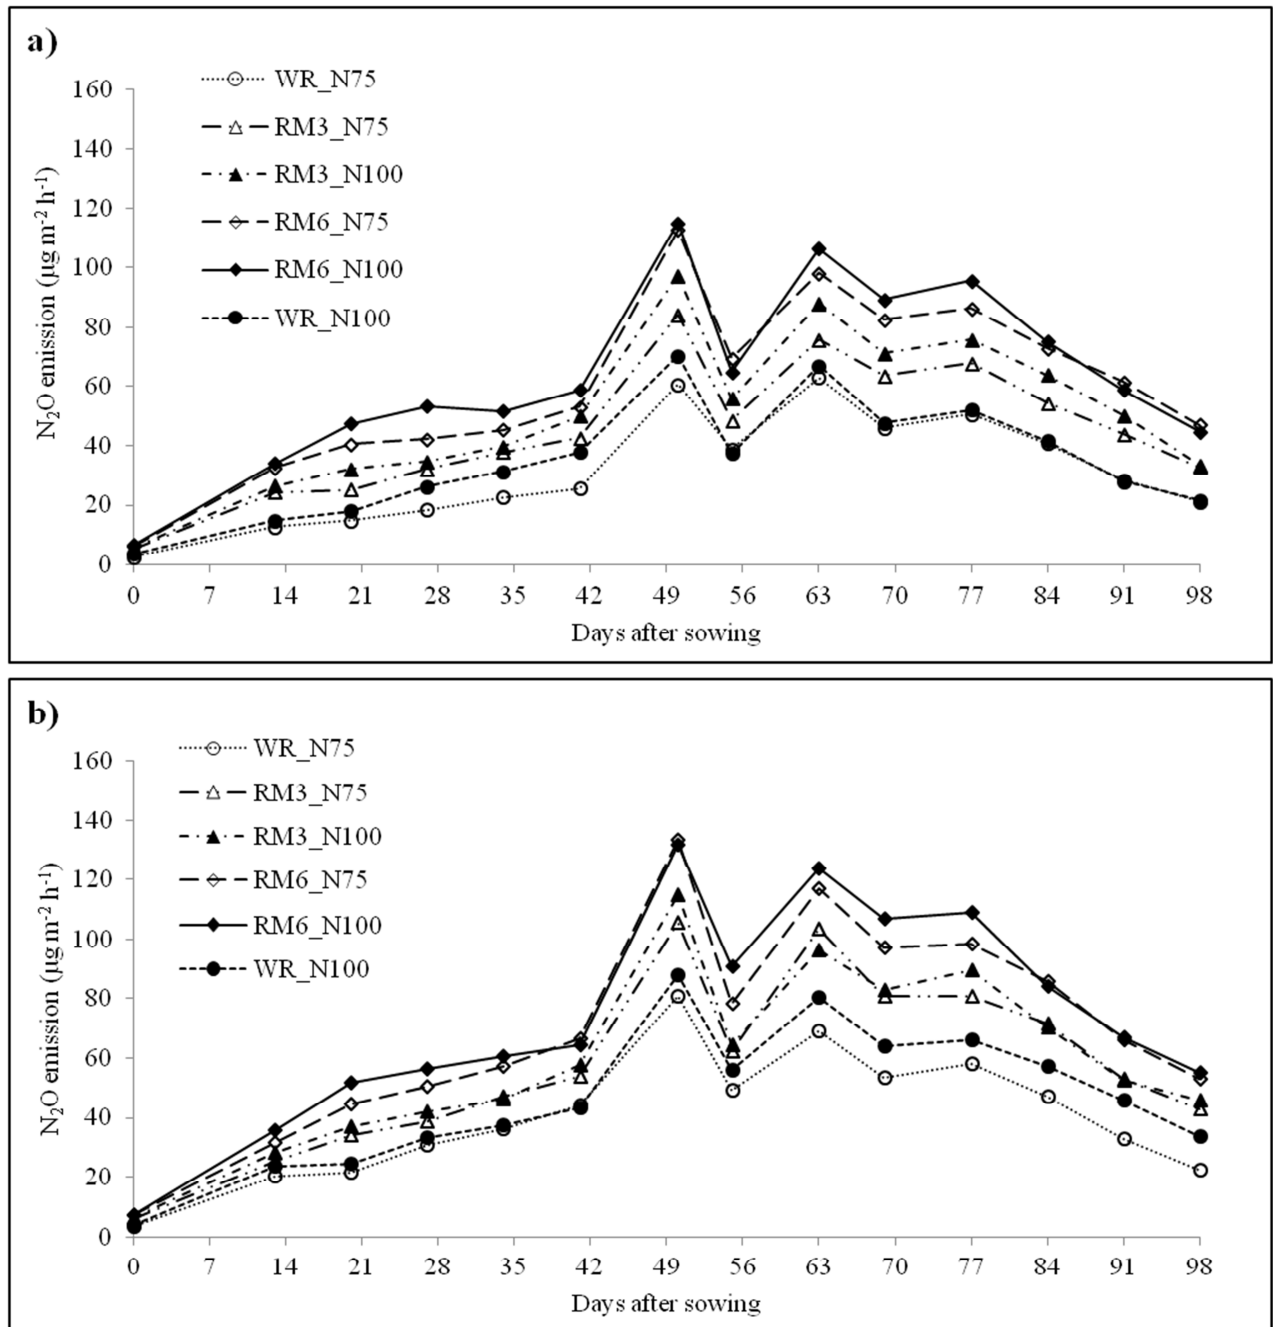 a)
WR_N75
RM3_N75
RM3_N100
RM6_N75
RM6_N100
WR_N100
160
140
120
100
80
60
40
20
0
N₂O emission (µg m⁻² h⁻¹)
0 7 14 21 28 35 42 49 56 63 70 77 84 91 98
Days after sowing
b)
WR_N75
RM3_N75
RM3_N100
RM6_N75
RM6_N100
WR_N100
160
140
120
100
80
60
40
20
0
N₂O emission (µg m⁻² h⁻¹)
0 7 14 21 28 35 42 49 56 63 70 77 84 91 98
Days after sowing